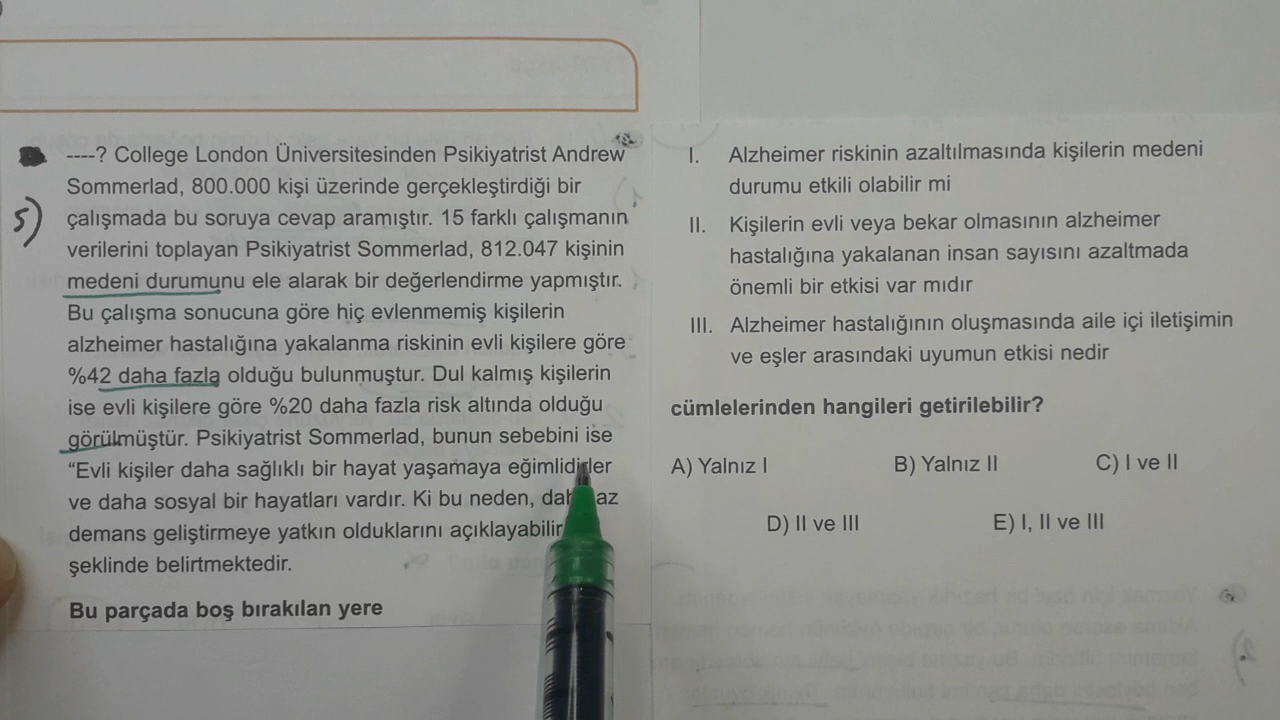 5)
----? College London Üniversitesinden Psikiyatrist Andrew
Sommerlad, 800.000 kişi üzerinde gerçekleştirdiği bir
çalışmada bu soruya cevap aramıştır. 15 farklı çalışmanın
verilerini toplayan Psikiyatrist Sommerlad, 812.047 kişinin
medeni durumunu ele alarak bir değerlendirme yapmıştır.
Bu çalışma sonucuna göre hiç evlenmemiş kişilerin
alzheimer hastalığına yakalanma riskinin evli kişilere göre
%42 daha fazla olduğu bulunmuştur. Dul kalmış kişilerin
ise evli kişilere göre %20 daha fazla risk altında olduğu
görülmüştür. Psikiyatrist Sommerlad, bunun sebebini ise
“Evli kişiler daha sağlıklı bir hayat yaşamaya eğimlidirler
ve daha sosyal bir hayatları vardır. Ki bu neden, daha az
demans geliştirmeye yatkın olduklarını açıklayabilir
şeklinde belirtmektedir.
Bu parçada boş bırakılan yere
I. Alzheimer riskinin azaltılmasında kişilerin medeni
durumu etkili olabilir mi
II. Kişilerin evli veya bekar olmasının alzheimer
hastalığına yakalanan insan sayısını azaltmada
önemli bir etkisi var mıdır
III. Alzheimer hastalığının oluşmasında aile içi iletişimin
ve eşler arasındaki uyumun etkisi nedir
cümlelerinden hangileri getirilebilir?
A) Yalnız I B) Yalnız II C) I ve II
D) II ve III E) I, II ve III